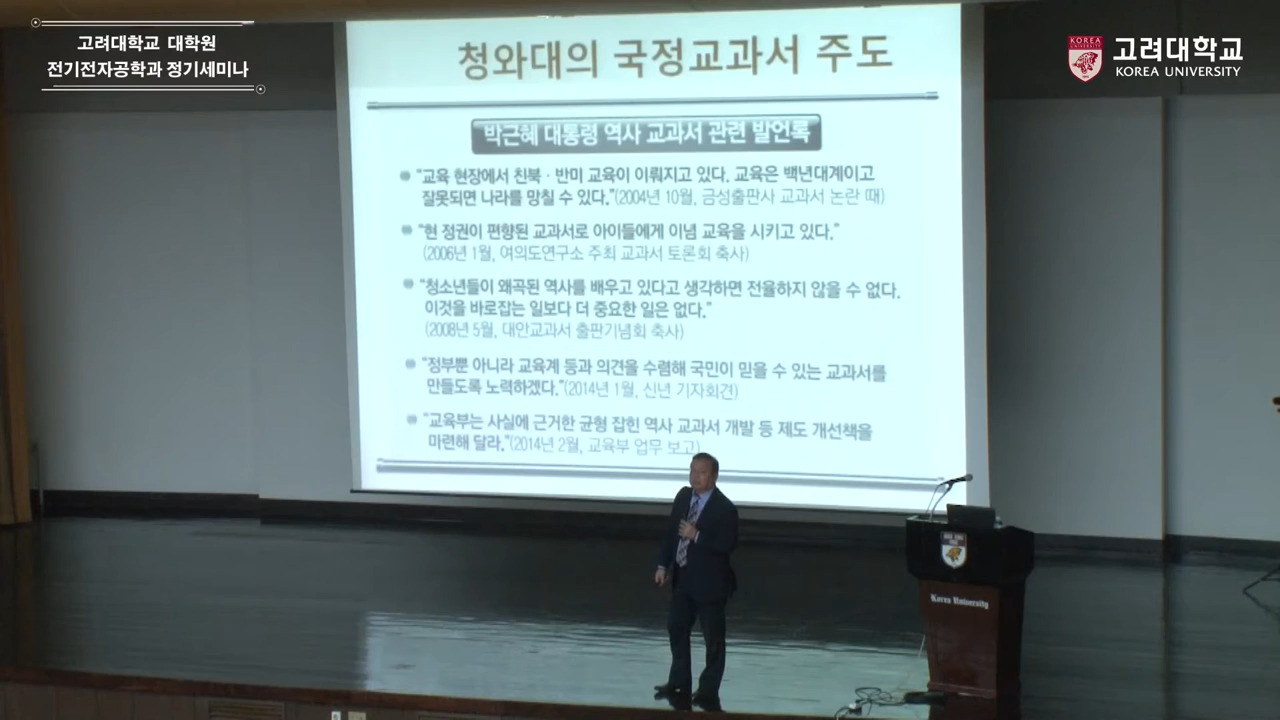 고려대학교 대학원
전기전자공학과 정기세미나
KOREA
UNIVERSITY
고려대학교
KOREA UNIVERSITY
청와대의 국정교과서 주도
박근혜 대통령 역사 교과서 관련 발언록
“교육 현장에서 친북·반미 교육이 이뤄지고 있다. 교육은 백년대계이고
잘못되면 나라를 망칠 수 있다.”(2004년 10월, 금성출판사 교과서 논란 때)
“현 정권이 편향된 교과서로 아이들에게 이념 교육을 시키고 있다.”
(2006년 1월, 여의도연구소 주최 교과서 토론회 축사)
“청소년들이 왜곡된 역사를 배우고 있다고 생각하면 전율하지 않을 수 없다.
이것을 바로잡는 일보다 더 중요한 일은 없다.”
(2008년 5월, 대안교과서 출판기념회 축사)
“정부뿐 아니라 교육계 등과 의견을 수렴해 국민이 믿을 수 있는 교과서를
만들도록 노력하겠다.”(2014년 1월, 신년 기자회견)
“교육부는 사실에 근거한 균형 잡힌 역사 교과서 개발 등 제도 개선책을
마련해 달라.”(2014년 2월, 교육부 업무 보고)
Korea University